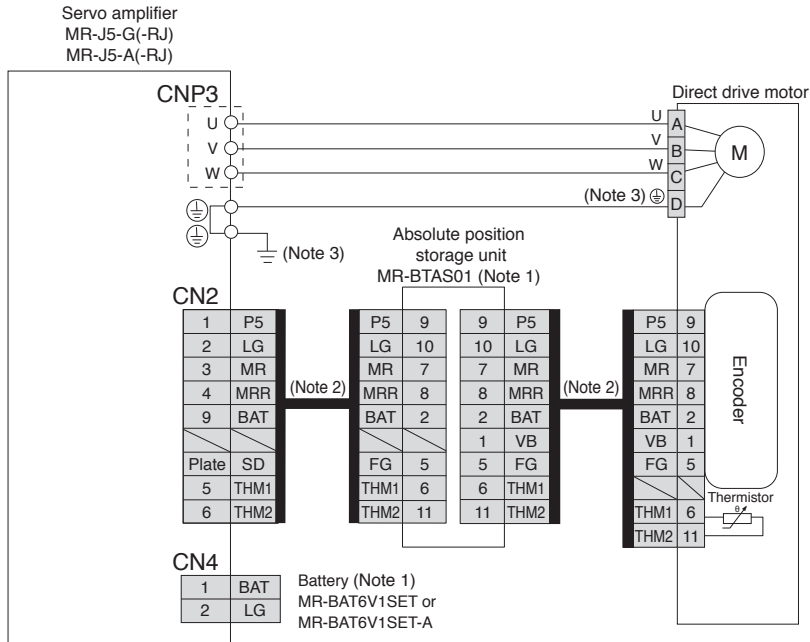 Servo amplifier
MR-J5-G(-RJ)
MR-J5-A(-RJ)
CNP3
U
V
W
Direct drive motor
U A
V B
W C
(Note 3) D
M
(Note 3)
Absolute position
storage unit
MR-BTAS01 (Note 1)
CN2
1 P5
2 LG
3 MR
4 MRR
9 BAT
Plate SD
5 THM1
6 THM2
(Note 2)
P5 9
LG 10
MR 7
MRR 8
BAT 2
FG 5
THM1 6
THM2 11
9 P5
10 LG
7 MR
8 MRR
2 BAT
1 VB
5 FG
6 THM1
11 THM2
(Note 2)
P5 9
LG 10
MR 7
MRR 8
BAT 2
VB 1
FG 5
THM1 6
THM2 11
Encoder
Thermistor
θ
CN4
1 BAT
2 LG
Battery (Note 1)
MR-BAT6V1SET or
MR-BAT6V1SET-A